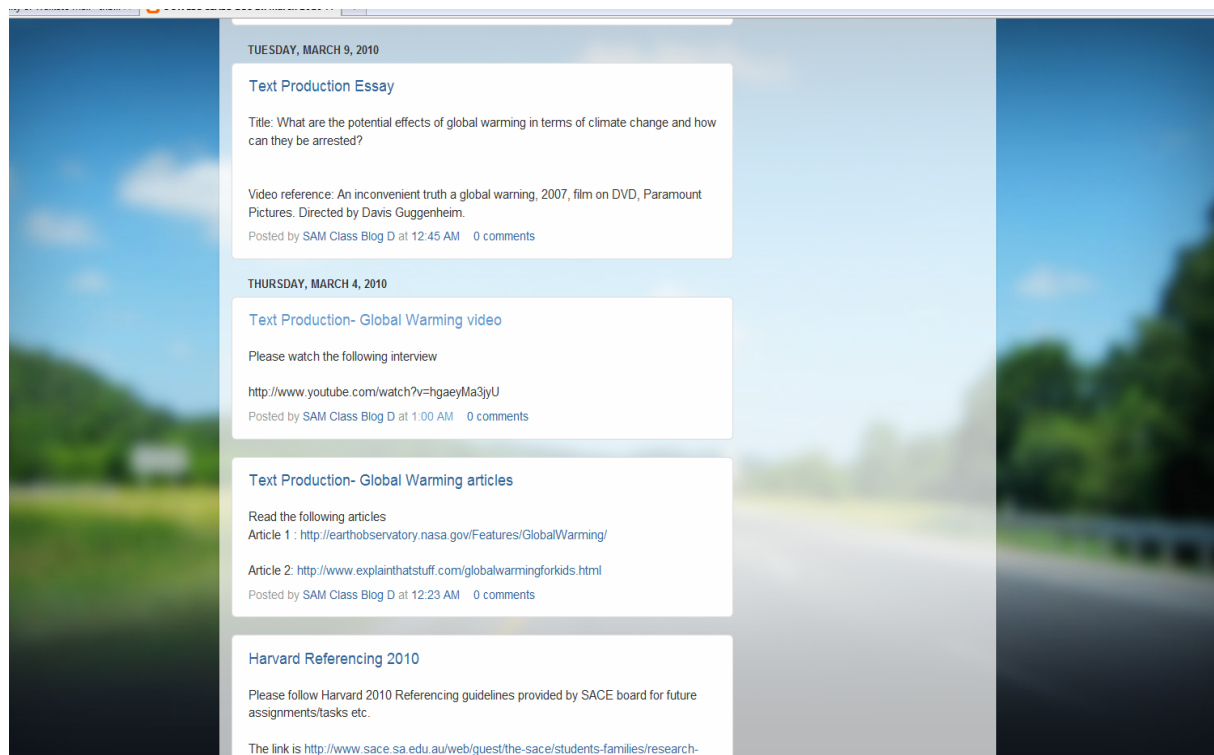 TUESDAY, MARCH 9, 2010
Text Production Essay
Title: What are the potential effects of global warming in terms of climate change and how
can they be arrested?
Video reference: An inconvenient truth a global warning, 2007, film on DVD, Paramount
Pictures. Directed by Davis Guggenheim.
Posted by SAM Class Blog D at 12:45 AM 0 comments
THURSDAY, MARCH 4, 2010
Text Production- Global Warming video
Please watch the following interview
http://www.youtube.com/watch?v=hgaeyMa3jyU
Posted by SAM Class Blog D at 1:00 AM 0 comments
Text Production- Global Warming articles
Read the following articles
Article 1 : http://earthobservatory.nasa.gov/Features/GlobalWarming/
Article 2: http://www.explainthatstuff.com/globalwarmingforkids.html
Posted by SAM Class Blog D at 12:23 AM 0 comments
Harvard Referencing 2010
Please follow Harvard 2010 Referencing guidelines provided by SACE board for future
assignments/tasks etc.
The link is http://www.sace.sa.edu.au/web/guest/the-sace/students-families/research-